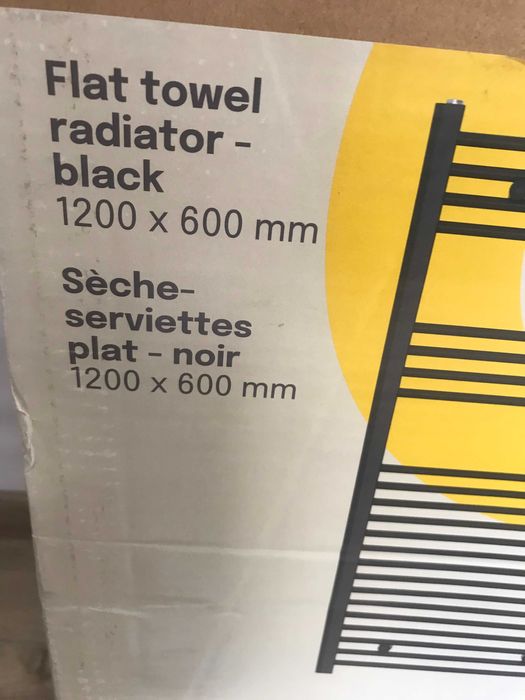 Flat towel
radiator -
black
1200 x 600 mm
Sèche-
serviettes
plat - noir
1200 x 600 mm